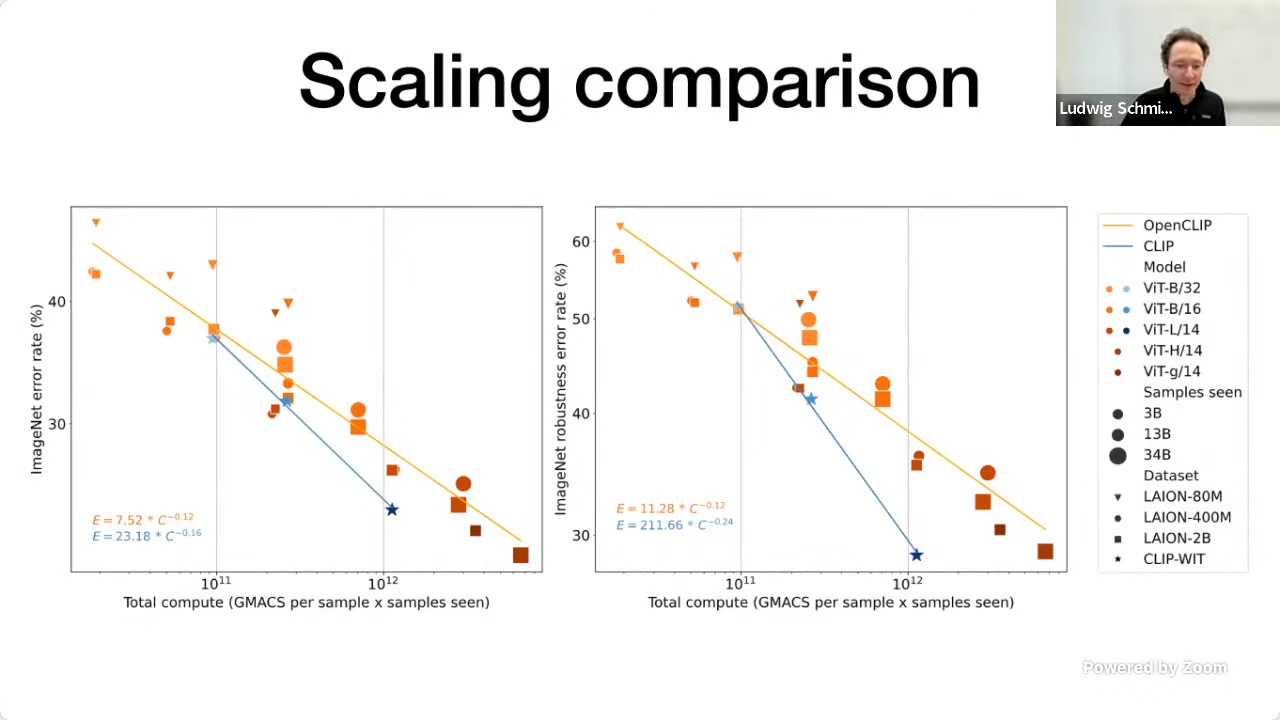 Scaling comparison
Ludwig Schmi...
ImageNet error rate (%)
40
30
E = 7.52 * C^−0.12
E = 23.18 * C^−0.16
10^11
10^12
Total compute (GMACS per sample x samples seen)
ImageNet robustness error rate (%)
60
50
40
30
E = 11.28 * C^−0.12
E = 211.66 * C^−0.24
10^11
10^12
Total compute (GMACS per sample x samples seen)
OpenCLIP
CLIP
Model
ViT-B/32
ViT-B/16
ViT-L/14
ViT-H/14
ViT-g/14
Samples seen
3B
13B
34B
Dataset
LAION-80M
LAION-400M
LAION-2B
CLIP-WIT
Powered by Zoom